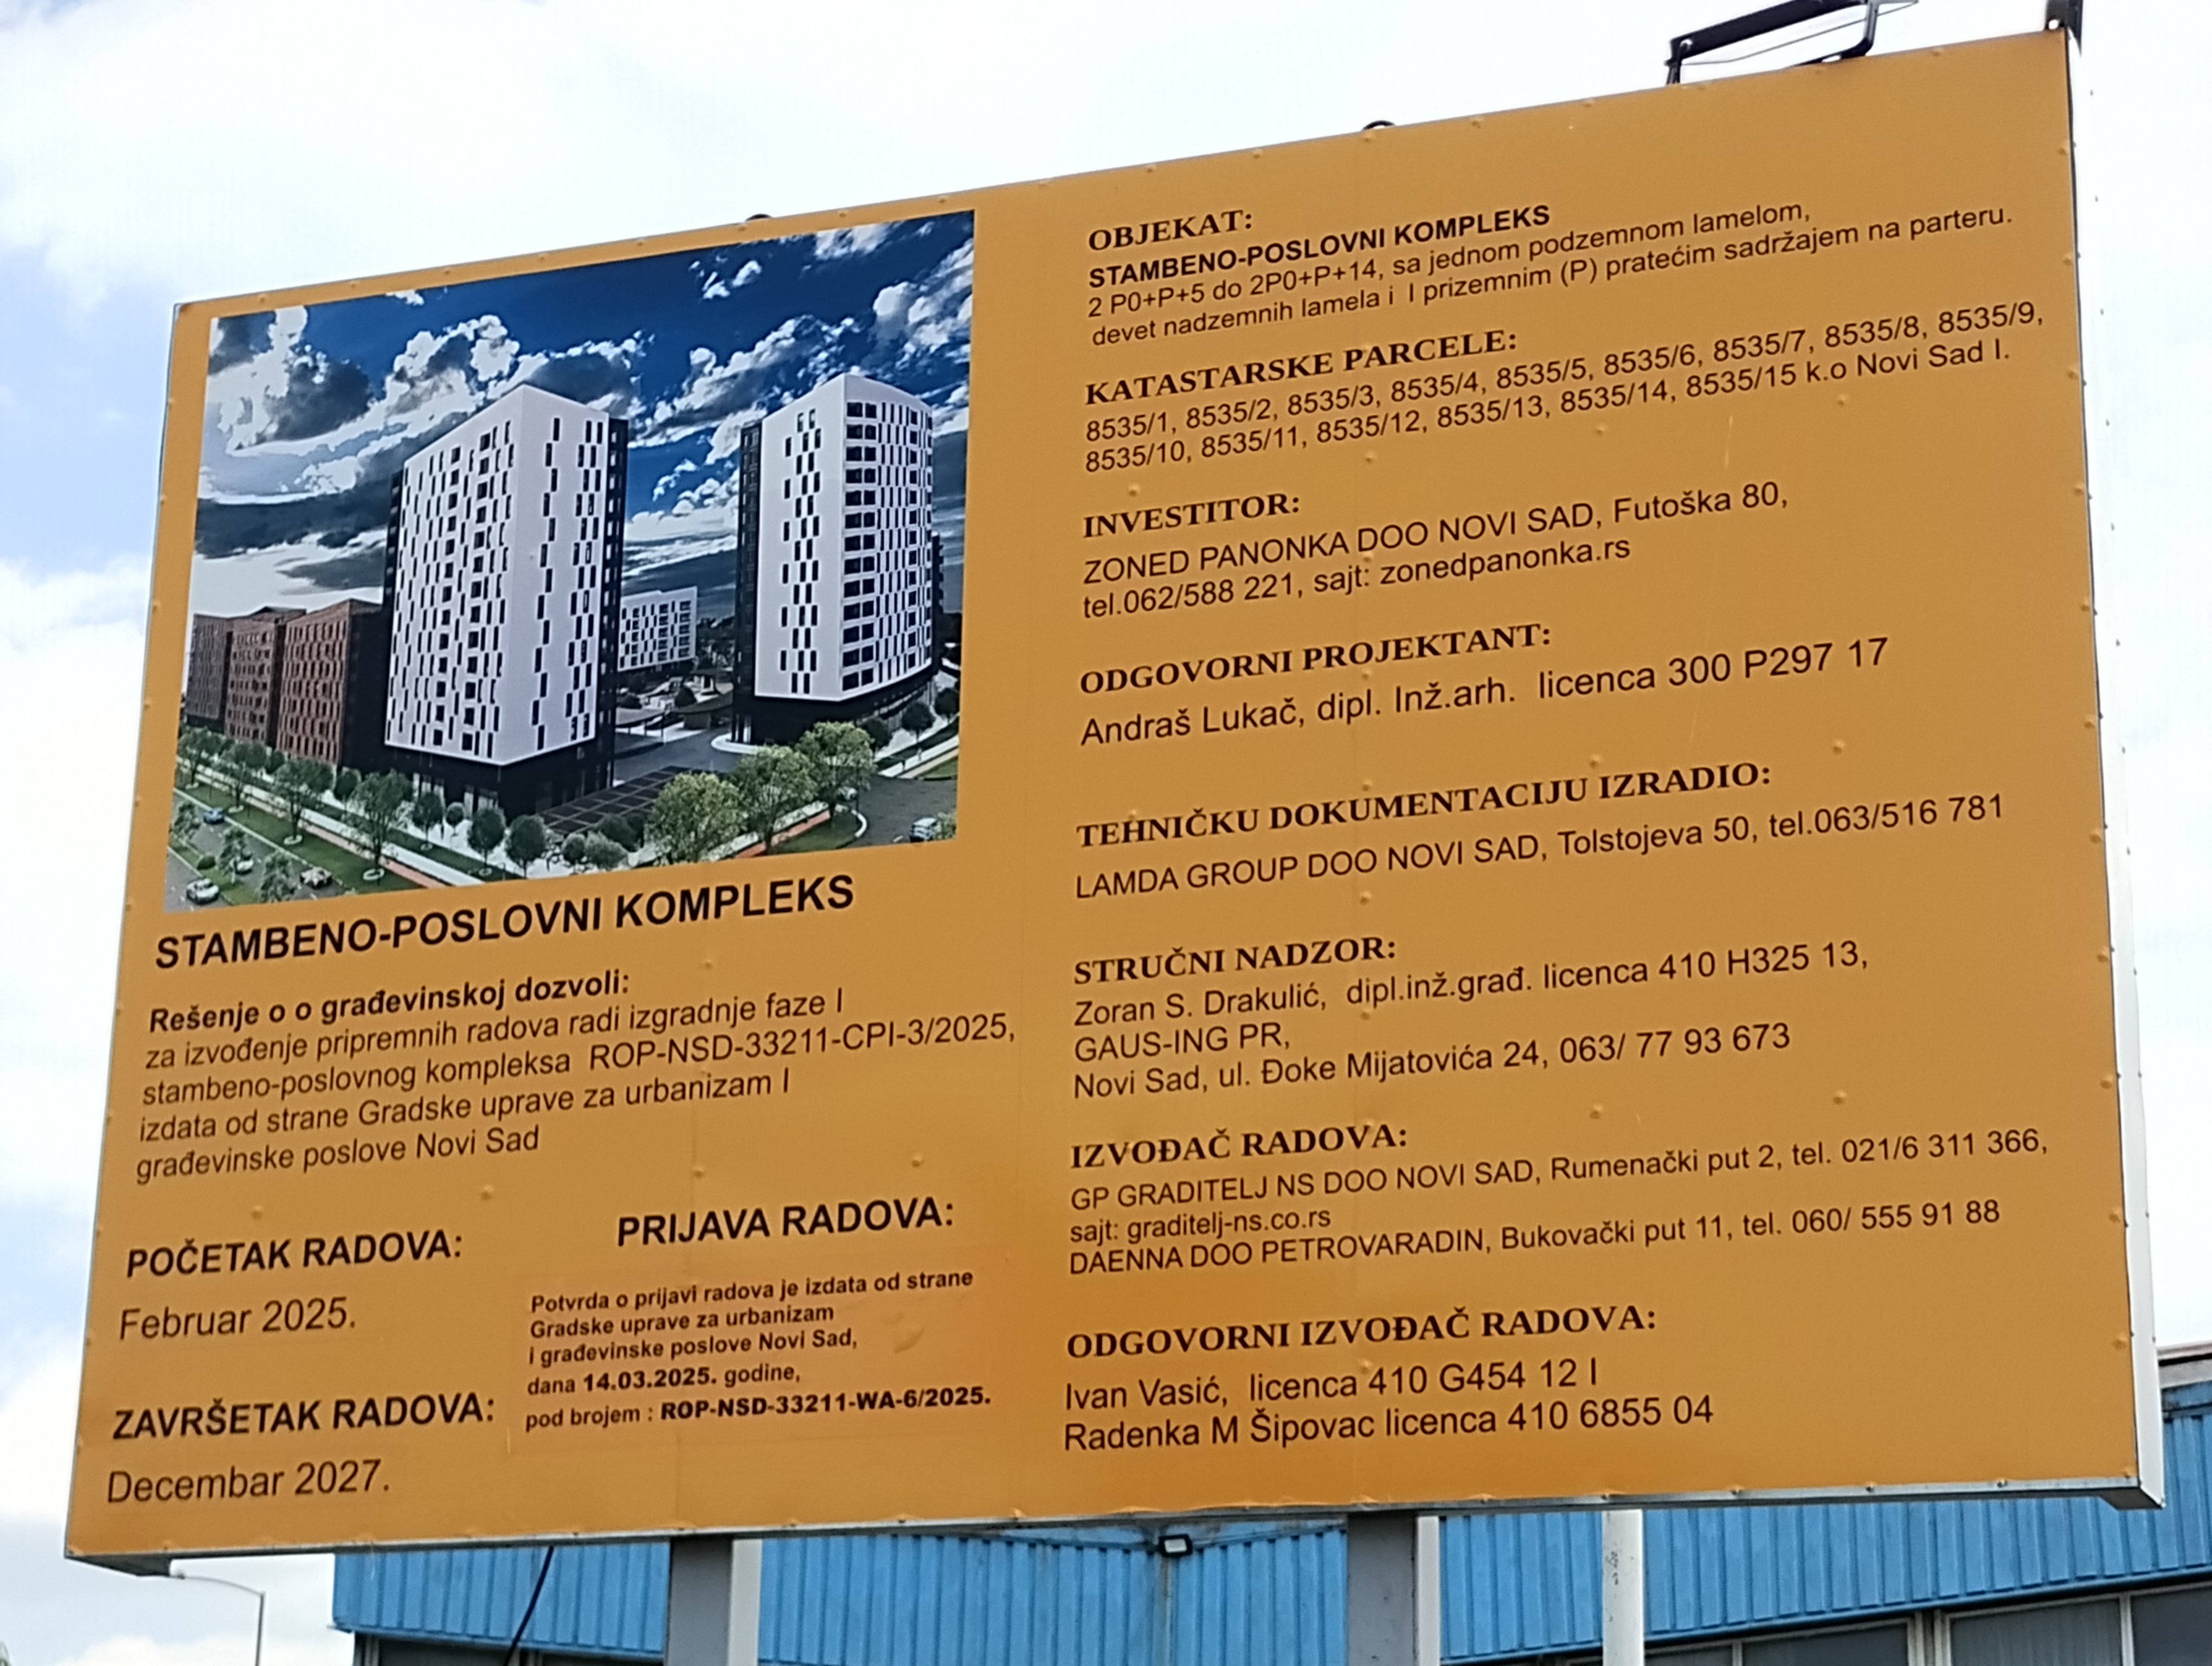 STAMBENO-POSLOVNI KOMPLEKS
Rešenje o o građevinskoj dozvoli:
za izvođenje pripremnih radova radi izgradnje faze I
stambeno-poslovnog kompleksa ROP-NSD-33211-CPI-3/2025,
izdata od strane Gradske uprave za urbanizam I
građevinske poslove Novi Sad
POČETAK RADOVA:
Februar 2025.
ZAVRŠETAK RADOVA:
Decembar 2027.
PRIJAVA RADOVA:
Potvrda o prijavi radova je izdata od strane
Gradske uprave za urbanizam
i građevinske poslove Novi Sad,
dana 14.03.2025. godine,
pod brojem : ROP-NSD-33211-WA-6/2025.
OBJEKAT:
STAMBENO-POSLOVNI KOMPLEKS
2 P0+P+5 do 2P0+P+14, sa jednom podzemnom lamelom,
devet nadzemnih lamela i I prizemnim (P) pratećim sadržajem na parteru.
KATASTARSKE PARCELE:
8535/1, 8535/2, 8535/3, 8535/4, 8535/5, 8535/6, 8535/7, 8535/8, 8535/9,
8535/10, 8535/11, 8535/12, 8535/13, 8535/14, 8535/15 k.o Novi Sad I.
INVESTITOR:
ZONED PANONKA DOO NOVI SAD, Futoška 80,
tel.062/588 221, sajt: zonedpanonka.rs
ODGOVORNI PROJEKTANT:
Andraš Lukač, dipl. Inž.arh. licenca 300 P297 17
TEHNIČKU DOKUMENTACIJU IZRADIO:
LAMDA GROUP DOO NOVI SAD, Tolstojeva 50, tel.063/516 781
STRUČNI NADZOR:
Zoran S. Drakulić, dipl.inž.građ. licenca 410 H325 13,
GAUS-ING PR,
Novi Sad, ul. Đoke Mijatovića 24, 063/ 77 93 673
IZVOĐAČ RADOVA:
GP GRADITELJ NS DOO NOVI SAD, Rumenački put 2, tel. 021/6 311 366,
sajt: graditelj-ns.co.rs
DAENNA DOO PETROVARADIN, Bukovački put 11, tel. 060/ 555 91 88
ODGOVORNI IZVOĐAČ RADOVA:
Ivan Vasić, licenca 410 G454 12 I
Radenka M Šipovac licenca 410 6855 04